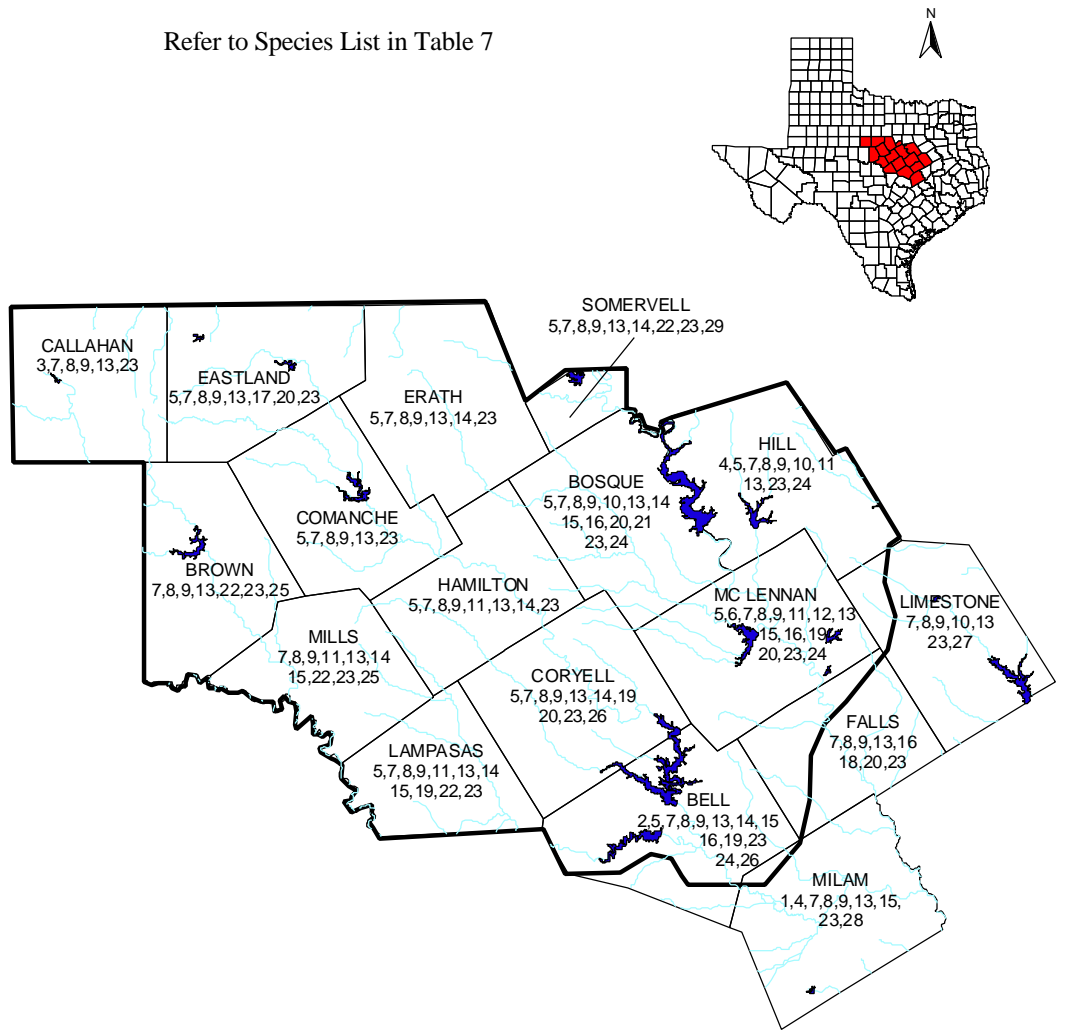 Refer to Species List in Table 7
N
SOMERVELL
5,7,8,9,13,14,22,23,29
CALLAHAN
3,7,8,9,13,23
EASTLAND
5,7,8,9,13,17,20,23
ERATH
5,7,8,9,13,14,23
HILL
4,5,7,8,9,10,11
13,23,24
BOSQUE
5,7,8,9,10,13,14
15,16,20,21
23,24
COMANCHE
5,7,8,9,13,23
BROWN
7,8,9,13,22,23,25
HAMILTON
5,7,8,9,11,13,14,23
MC LENNAN
5,6,7,8,9,11,12,13
15,16,19
20,23,24
LIMESTONE
7,8,9,10,13
23,27
MILLS
7,8,9,11,13,14
15,22,23,25
CORYELL
5,7,8,9,13,14,19
20,23,26
FALLS
7,8,9,13,16
18,20,23
LAMPASAS
5,7,8,9,11,13,14
15,19,22,23
BELL
2,5,7,8,9,13,14,15
16,19,23
24,26
MILAM
1,4,7,8,9,13,15,
23,28